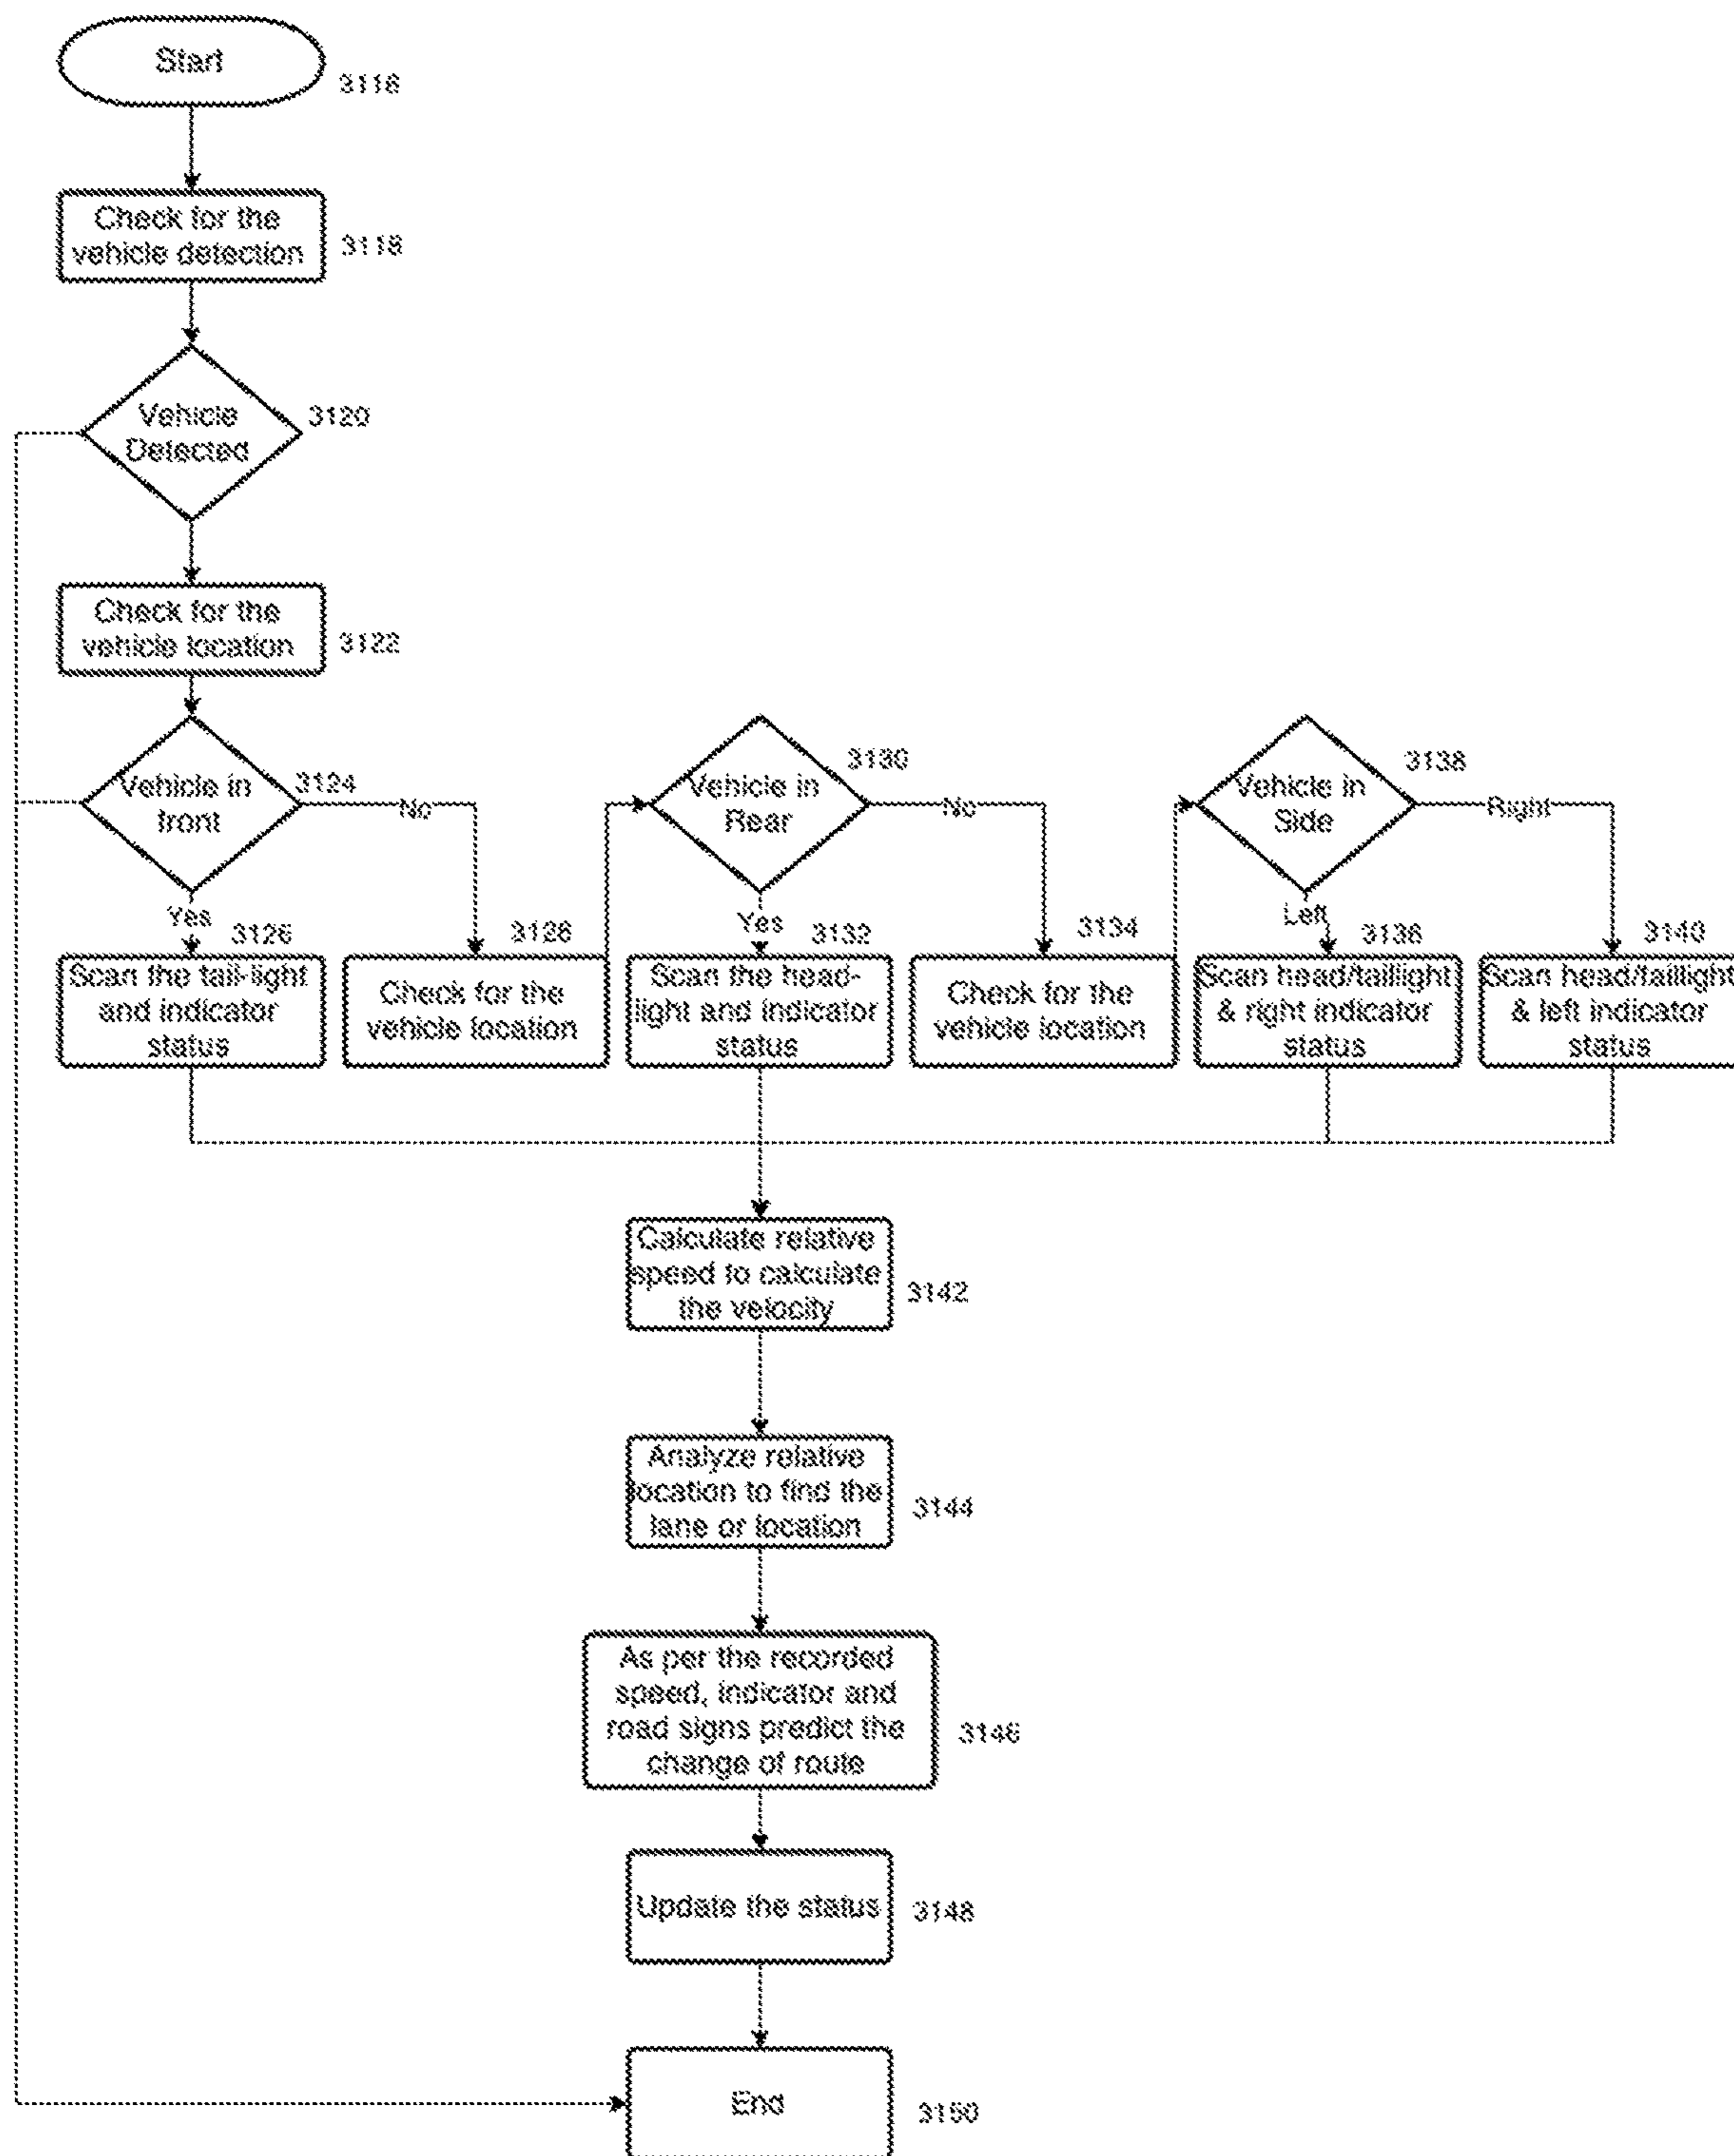 Start
3116
Check for the
vehicle detection
3118
Vehicle
Detected
3120
Check for the
vehicle location
3122
Vehicle in
front
3124
No
Vehicle in
Rear
3130
No
Vehicle in
Side
3138
Right
Yes
3126
3128
Yes
3132
3134
Left
3136
3140
Scan the tail-light
and indicator
status
Check for the
vehicle location
Scan the head-
light and indicator
status
Check for the
vehicle location
Scan head/taillight
& right indicator
status
Scan head/taillight
& left indicator
status
Calculate relative
speed to calculate
the velocity
3142
Analyze relative
location to find the
lane or location
3144
As per the recorded
speed, indicator and
road signs predict the
change of route
3146
Update the status
3148
End
3150